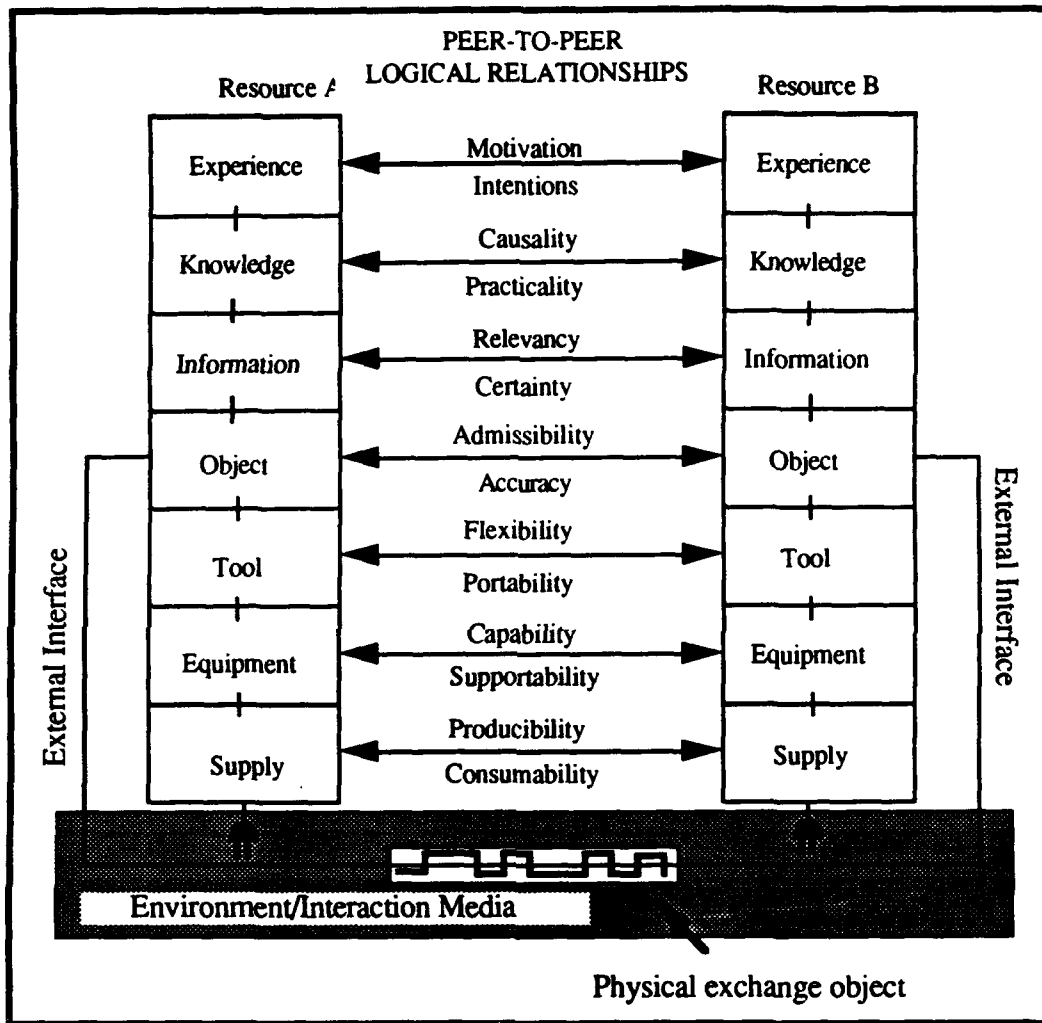 PEER-TO-PEER
LOGICAL RELATIONSHIPS
Resource A
Resource B
Experience
Motivation
Intentions
Experience
Knowledge
Causality
Practicality
Knowledge
Information
Relevancy
Certainty
Information
Object
Admissibility
Accuracy
Object
Tool
Flexibility
Portability
Tool
Equipment
Capability
Supportability
Equipment
Supply
Producibility
Consumability
Supply
External Interface
External Interface
Environment/Interaction Media
Physical exchange object